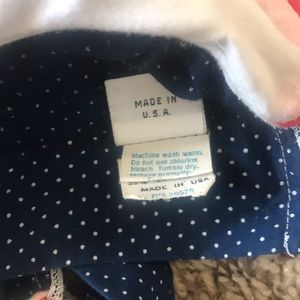 MADE IN
U.S.A.
Machine wash warm.
Do not use chlorine
bleach. Tumble dry.
remove promptly.
MADE IN USA